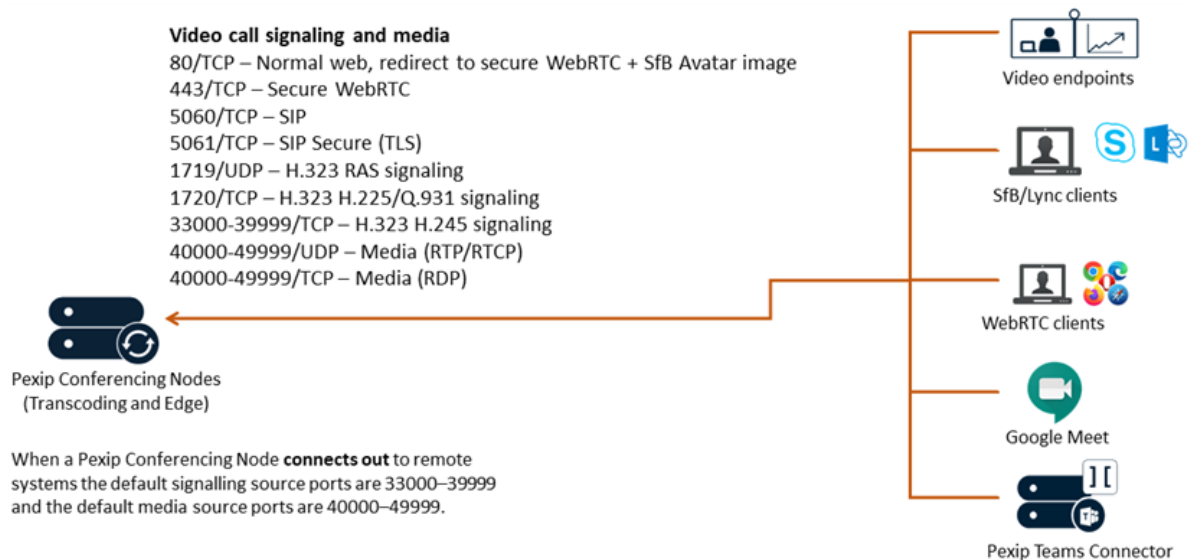 Video call signaling and media
80/TCP – Normal web, redirect to secure WebRTC + SfB Avatar image
443/TCP – Secure WebRTC
5060/TCP – SIP
5061/TCP – SIP Secure (TLS)
1719/UDP – H.323 RAS signaling
1720/TCP – H.323 H.225/Q.931 signaling
33000-39999/TCP – H.323 H.245 signaling
40000-49999/UDP – Media (RTP/RTCP)
40000-49999/TCP – Media (RDP)
Pexip Conferencing Nodes
(Transcoding and Edge)
When a Pexip Conferencing Node connects out to remote
systems the default signalling source ports are 33000–39999
and the default media source ports are 40000–49999.
Video endpoints
S
L
SfB/Lync clients
WebRTC clients
Google Meet
][
T
Pexip Teams Connector